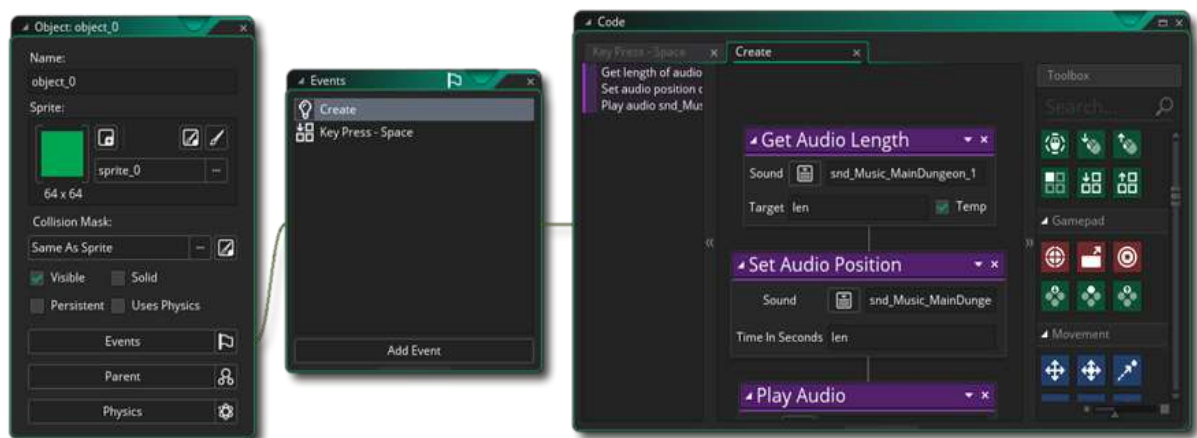 Object: object_0
Name:
object_0
Sprite:
sprite_0
64 x 64
Collision Mask:
Same As Sprite
Visible
Solid
Persistent
Uses Physics
Events
Parent
Physics
Events
Create
Key Press - Space
Add Event
Code
Key Press - Space
Create
Get length of audio
Set audio position
Play audio snd_Mus
Get Audio Length
Sound snd_Music_MainDungeon_1
Target len Temp
Set Audio Position
Sound snd_Music_MainDunge
Time In Seconds len
Play Audio
Toolbox
Search...
Gamepad
Movement